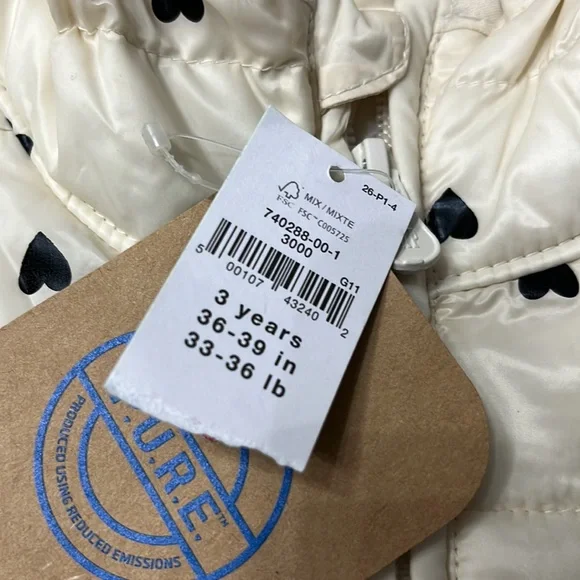 26-P1-4
MIX / MIXTE
FSC
FSC™ C005725
740288-00-1
3000
G11
5 00107 43240 2
3 years
36-39 in
33-36 lb
.U.R.E.™
PRODUCED USING REDUCED EMISSIONS